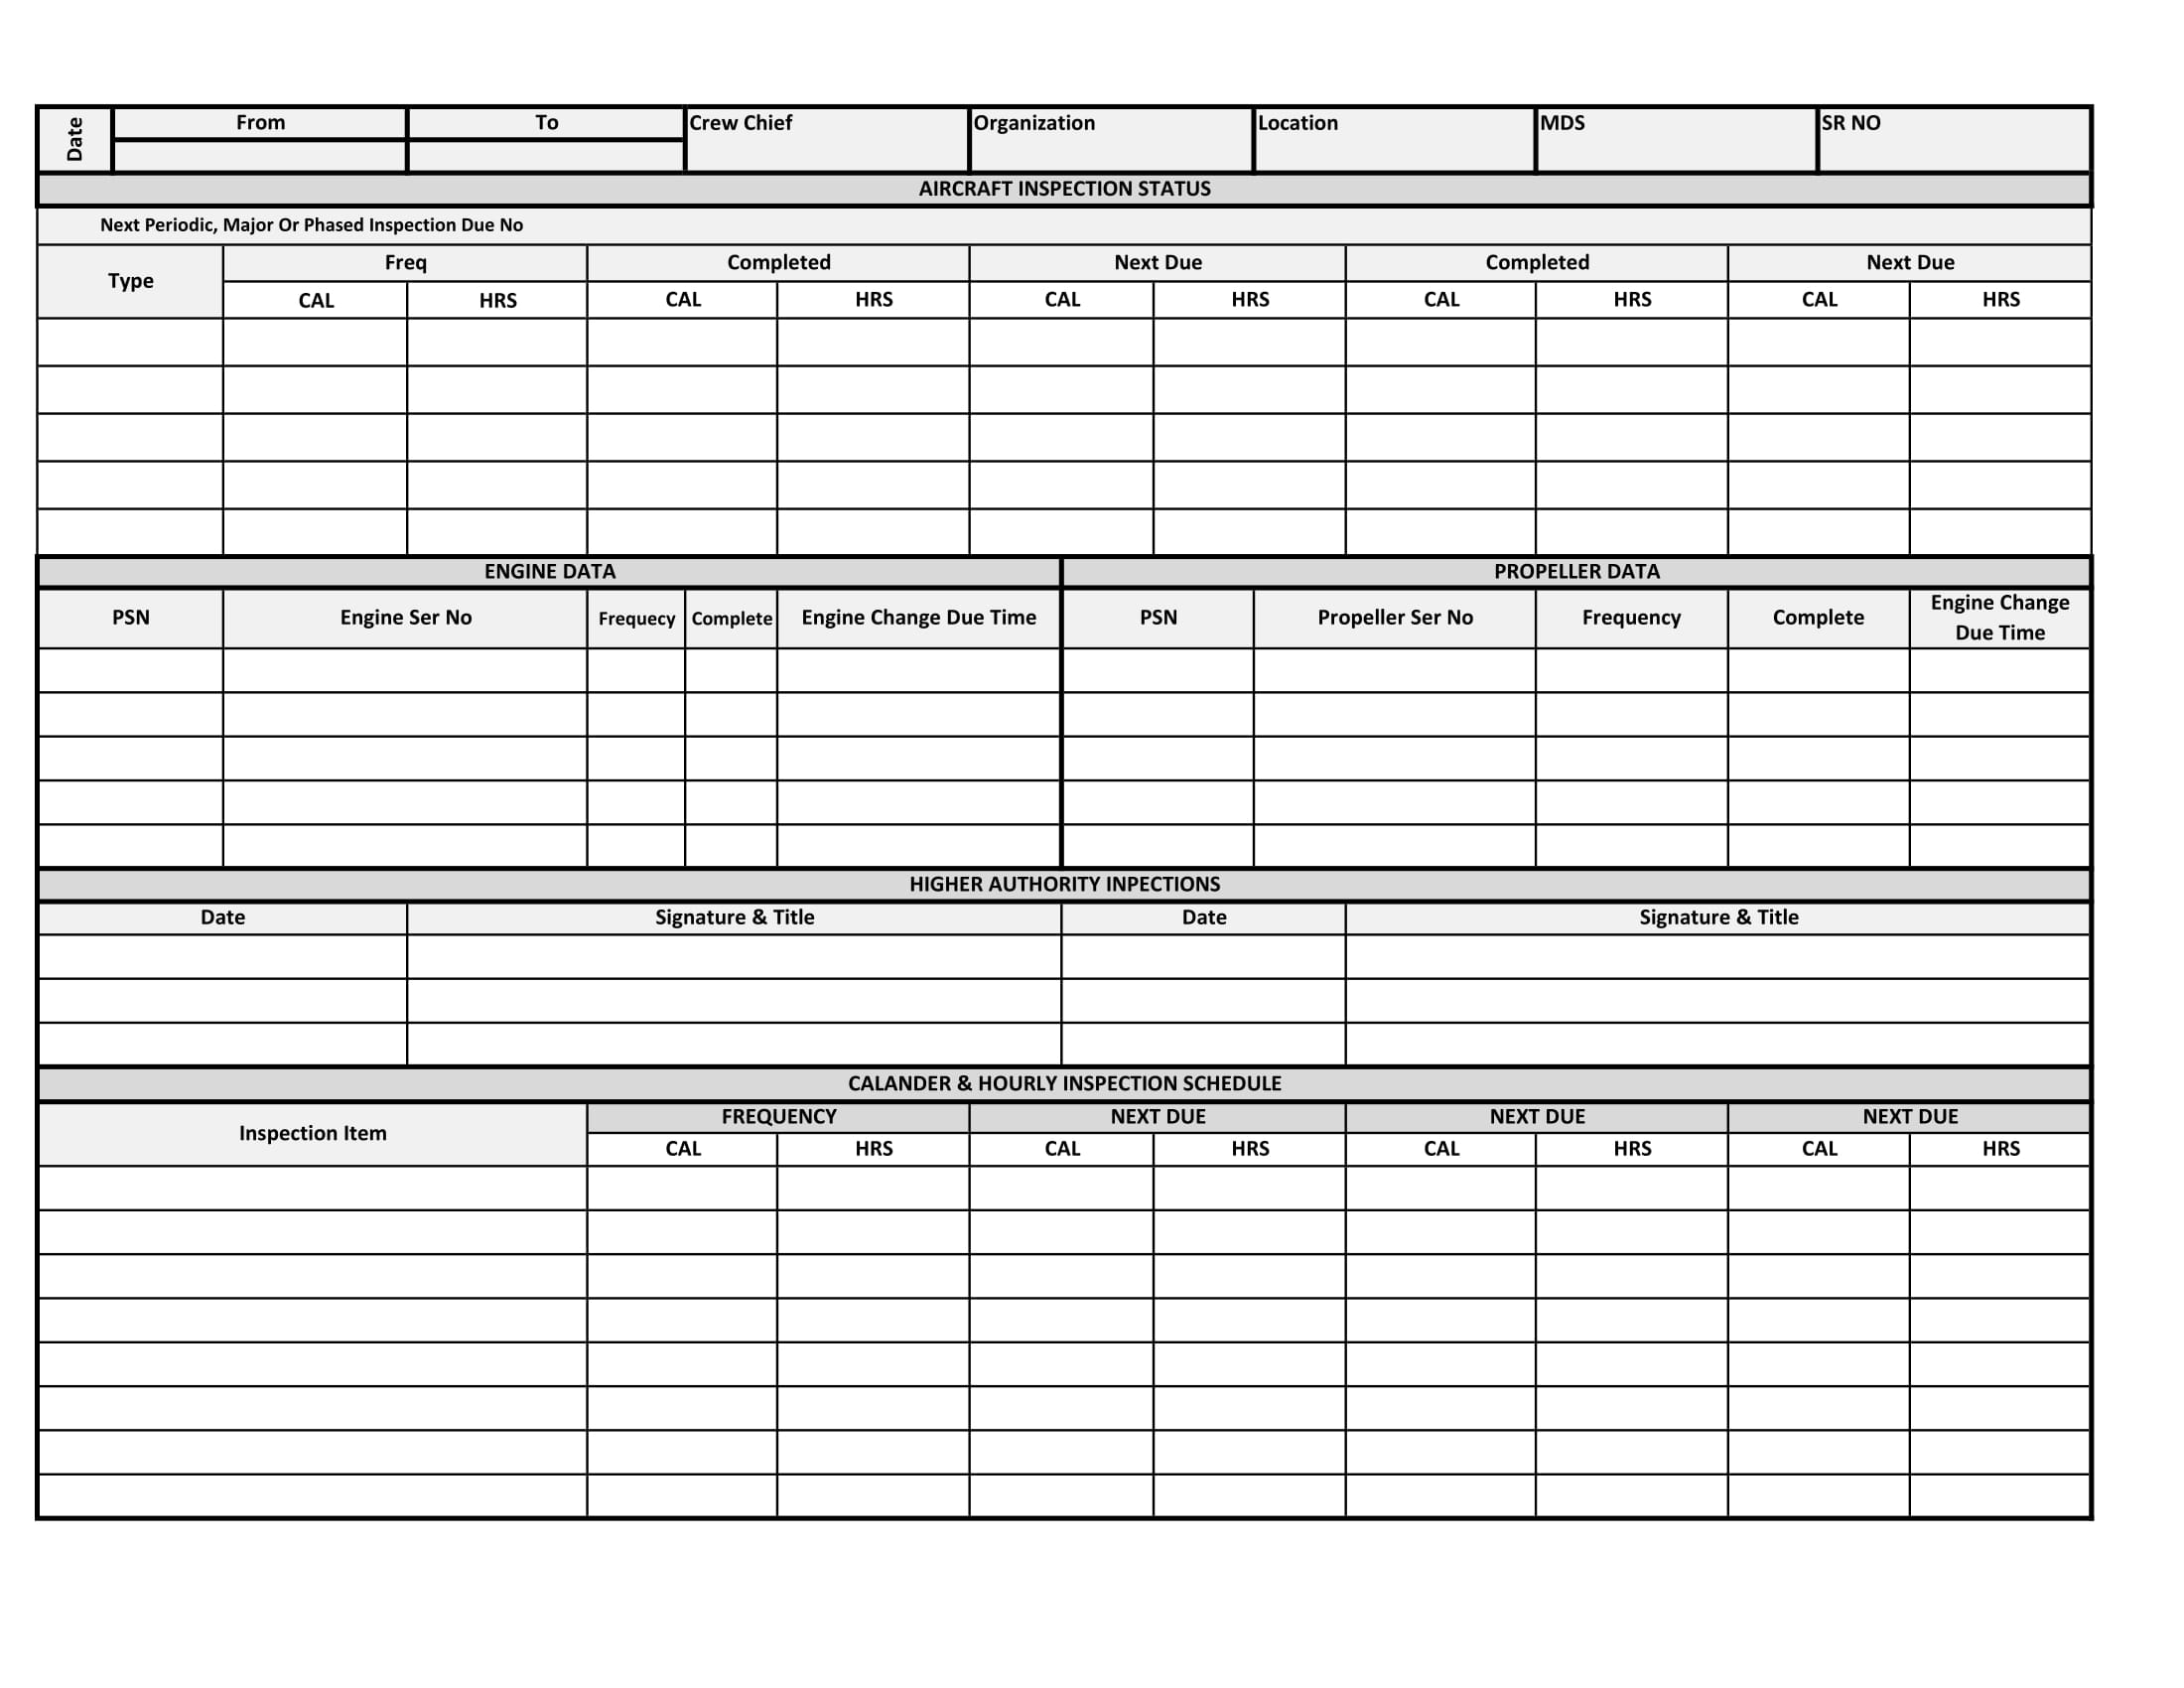 Date From To Crew Chief Organization Location MDS SR NO
AIRCRAFT INSPECTION STATUS
Next Periodic, Major Or Phased Inspection Due No
Type Freq Completed Next Due Completed Next Due
CAL HRS CAL HRS CAL HRS CAL HRS CAL HRS
ENGINE DATA PROPELLER DATA
PSN Engine Ser No Frequecy Complete Engine Change Due Time PSN Propeller Ser No Frequency Complete Engine Change
Due Time
HIGHER AUTHORITY INPECTIONS
Date Signature & Title Date Signature & Title
CALANDER & HOURLY INSPECTION SCHEDULE
Inspection Item FREQUENCY NEXT DUE NEXT DUE NEXT DUE
CAL HRS CAL HRS CAL HRS CAL HRS